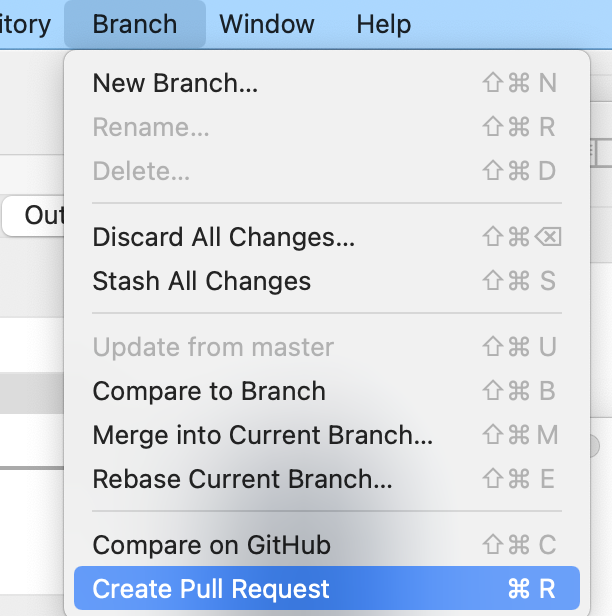 itory Branch Window Help
New Branch... ⇧⌘ N
Rename... ⇧⌘ R
Delete... ⇧⌘ D
Out
Discard All Changes... ⇧⌘⌫
Stash All Changes ⇧⌘ S
Update from master ⇧⌘ U
Compare to Branch ⇧⌘ B
Merge into Current Branch... ⇧⌘ M
Rebase Current Branch... ⇧⌘ E
Compare on GitHub ⇧⌘ C
Create Pull Request ⌘ R